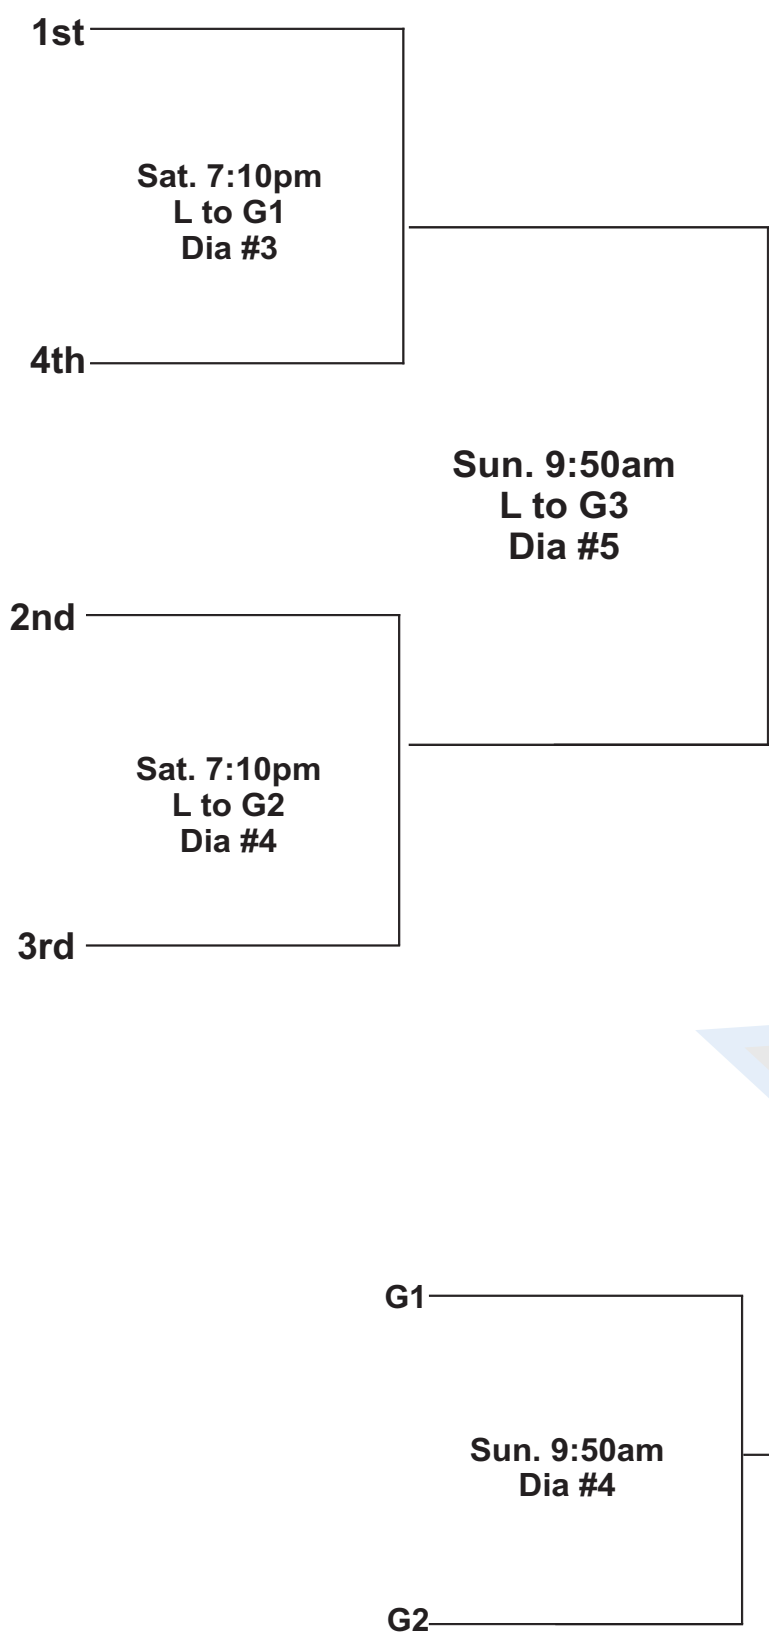 1st
Sat. 7:10pm
L to G1
Dia #3
4th
Sun. 9:50am
L to G3
Dia #5
2nd
Sat. 7:10pm
L to G2
Dia #4
3rd
G1
Sun. 9:50am
Dia #4
G2